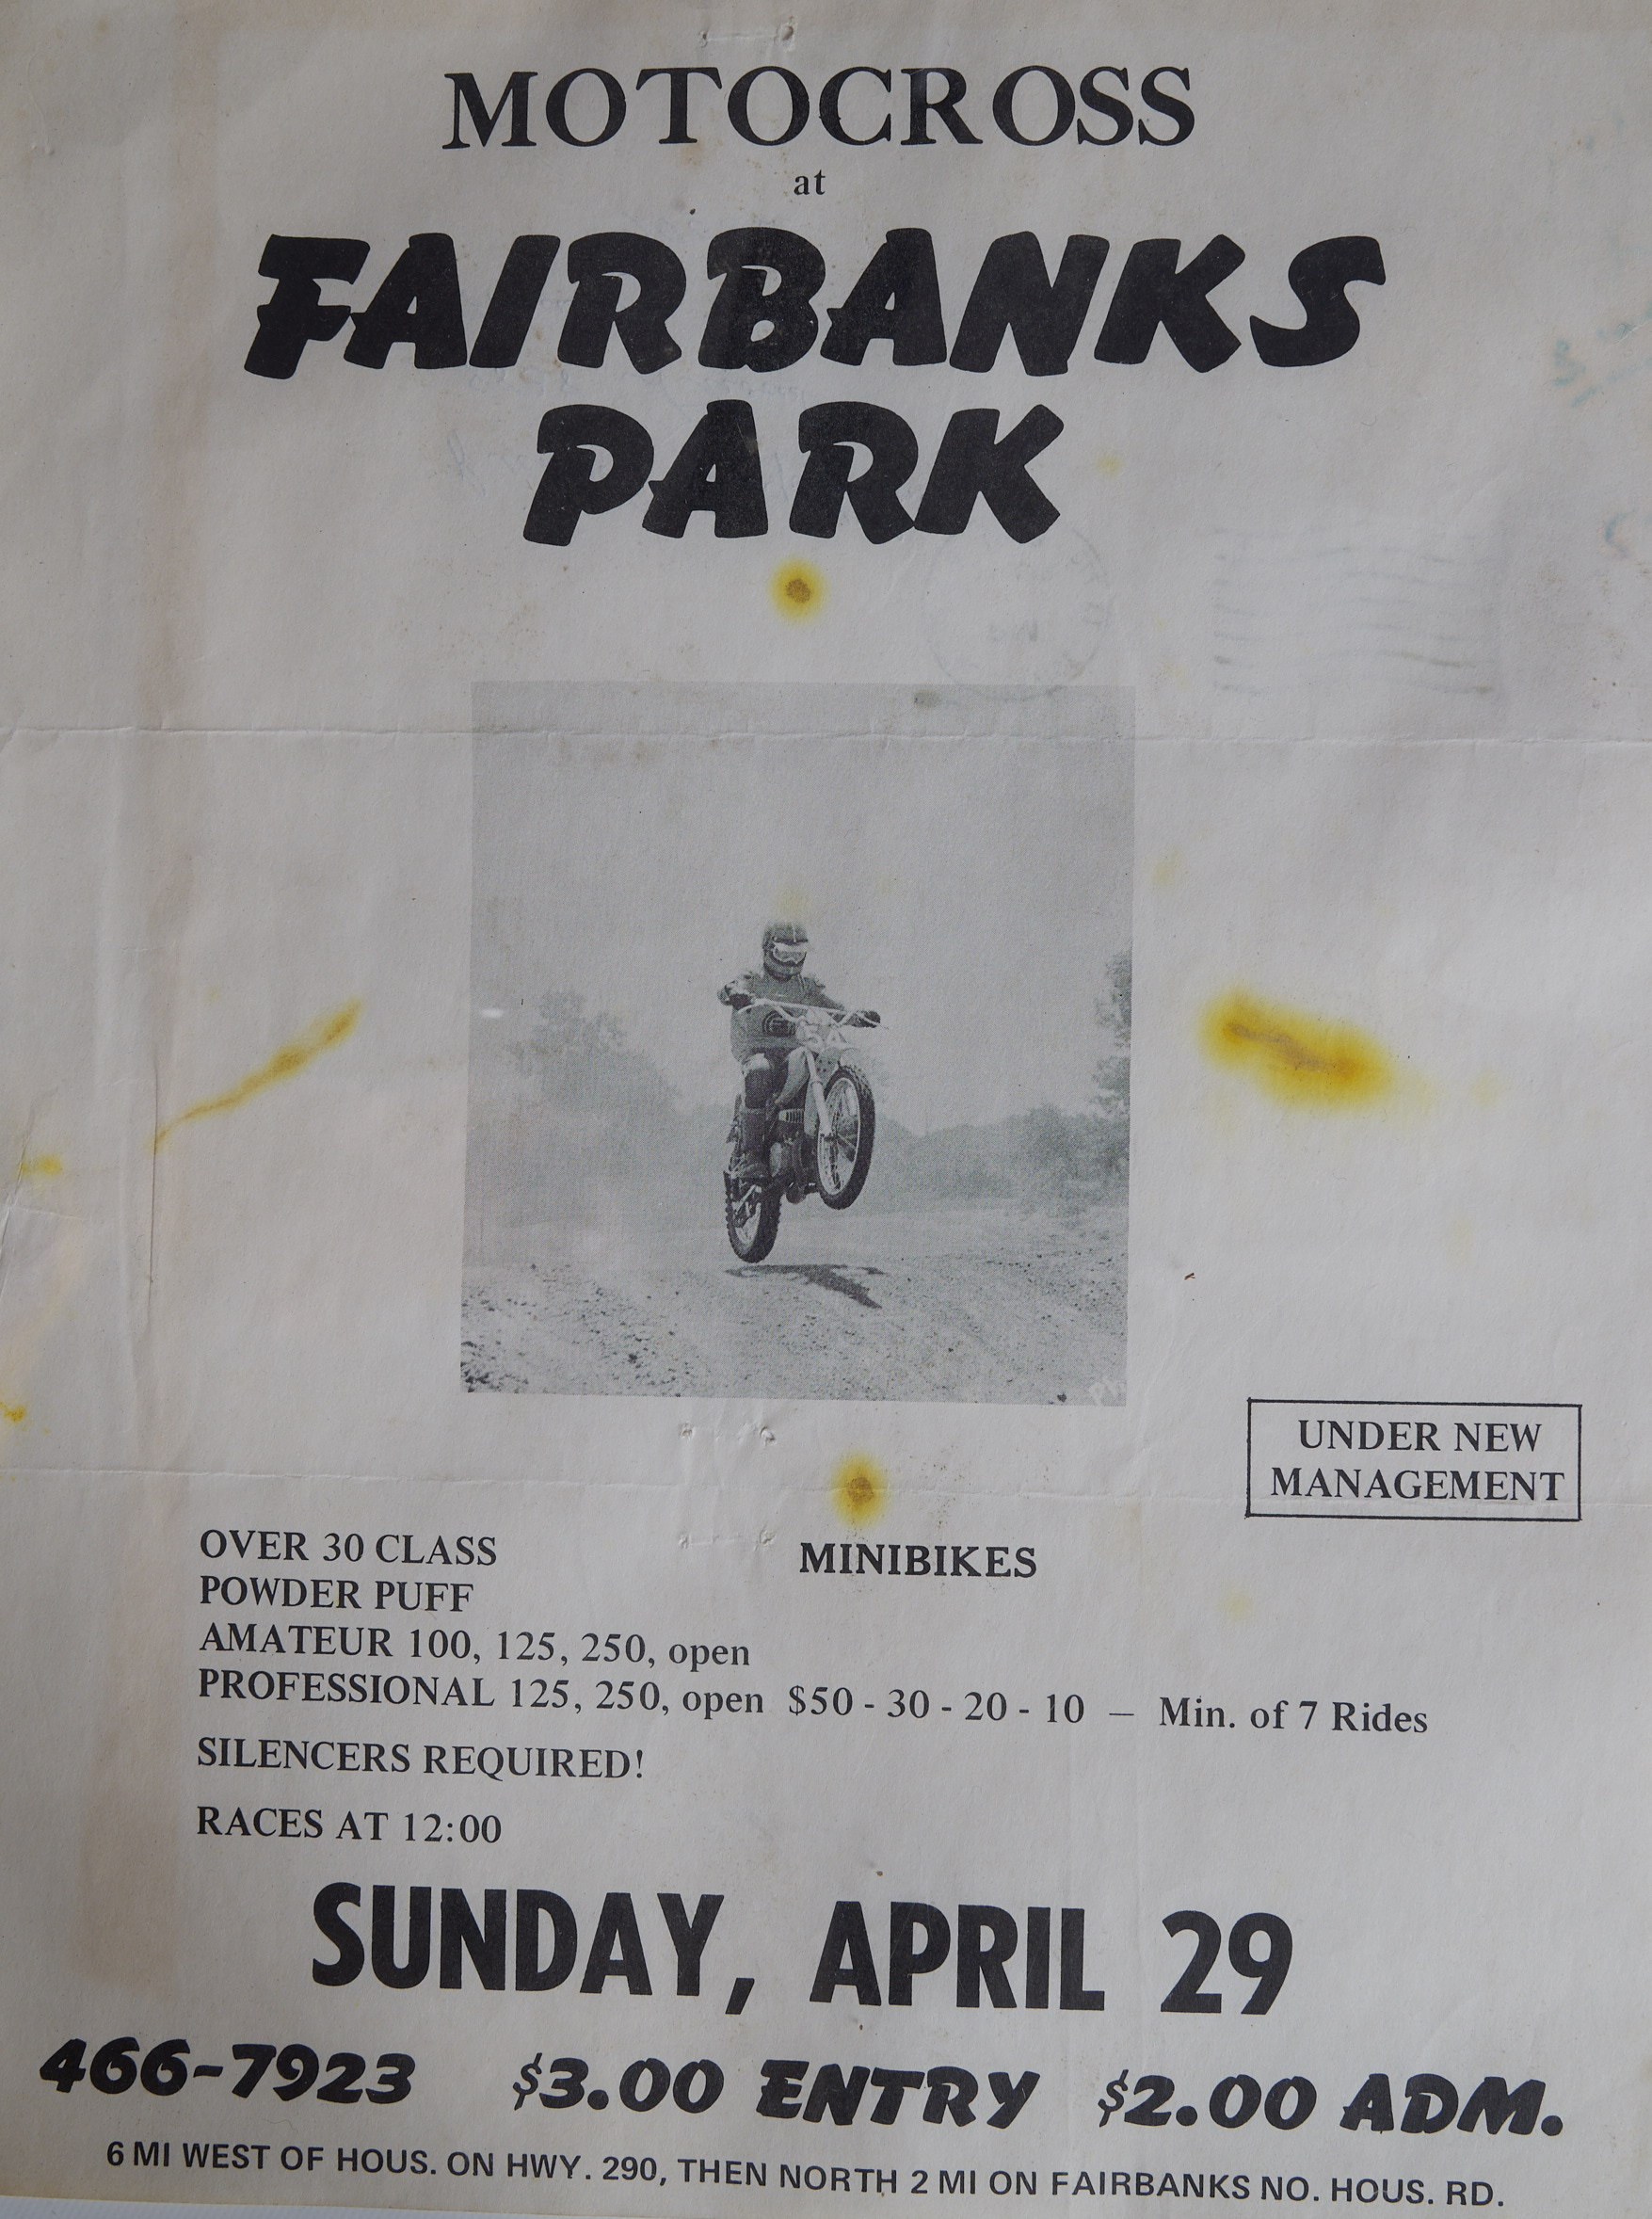 MOTOCROSS
at
FAIRBANKS
PARK
54
UNDER NEW
MANAGEMENT
OVER 30 CLASS
MINIBIKES
POWDER PUFF
AMATEUR 100, 125, 250, open
PROFESSIONAL 125, 250, open $50 - 30 - 20 - 10 — Min. of 7 Rides
SILENCERS REQUIRED!
RACES AT 12:00
SUNDAY, APRIL 29
466-7923 $3.00 ENTRY $2.00 ADM.
6 MI WEST OF HOUS. ON HWY. 290, THEN NORTH 2 MI ON FAIRBANKS NO. HOUS. RD.